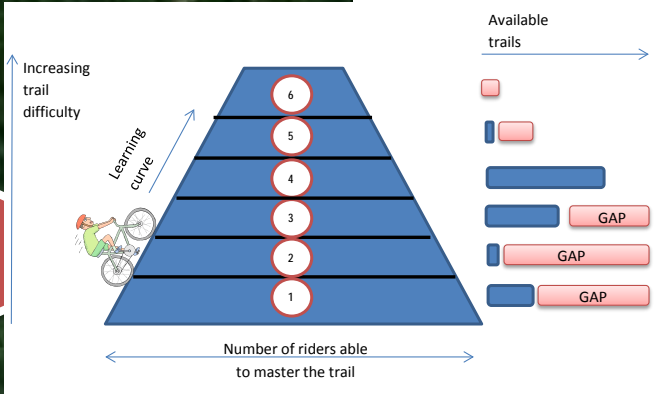 Available
trails
Increasing
trail
difficulty
Learning
curve
6
5
4
3
2
1
GAP
GAP
GAP
Number of riders able
to master the trail